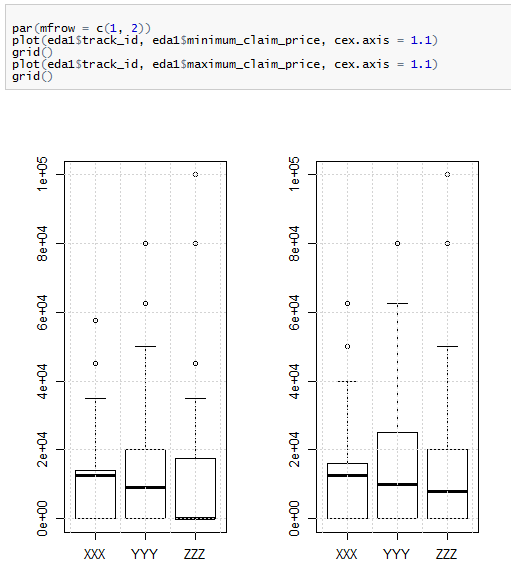 par(mfrow = c(1, 2))
plot(eda1$track_id, eda1$minimum_claim_price, cex.axis = 1.1)
grid()
plot(eda1$track_id, eda1$maximum_claim_price, cex.axis = 1.1)
grid()
1e+05
8e+04
6e+04
4e+04
2e+04
0e+00
XXX YYY ZZZ
1e+05
8e+04
6e+04
4e+04
2e+04
0e+00
XXX YYY ZZZ